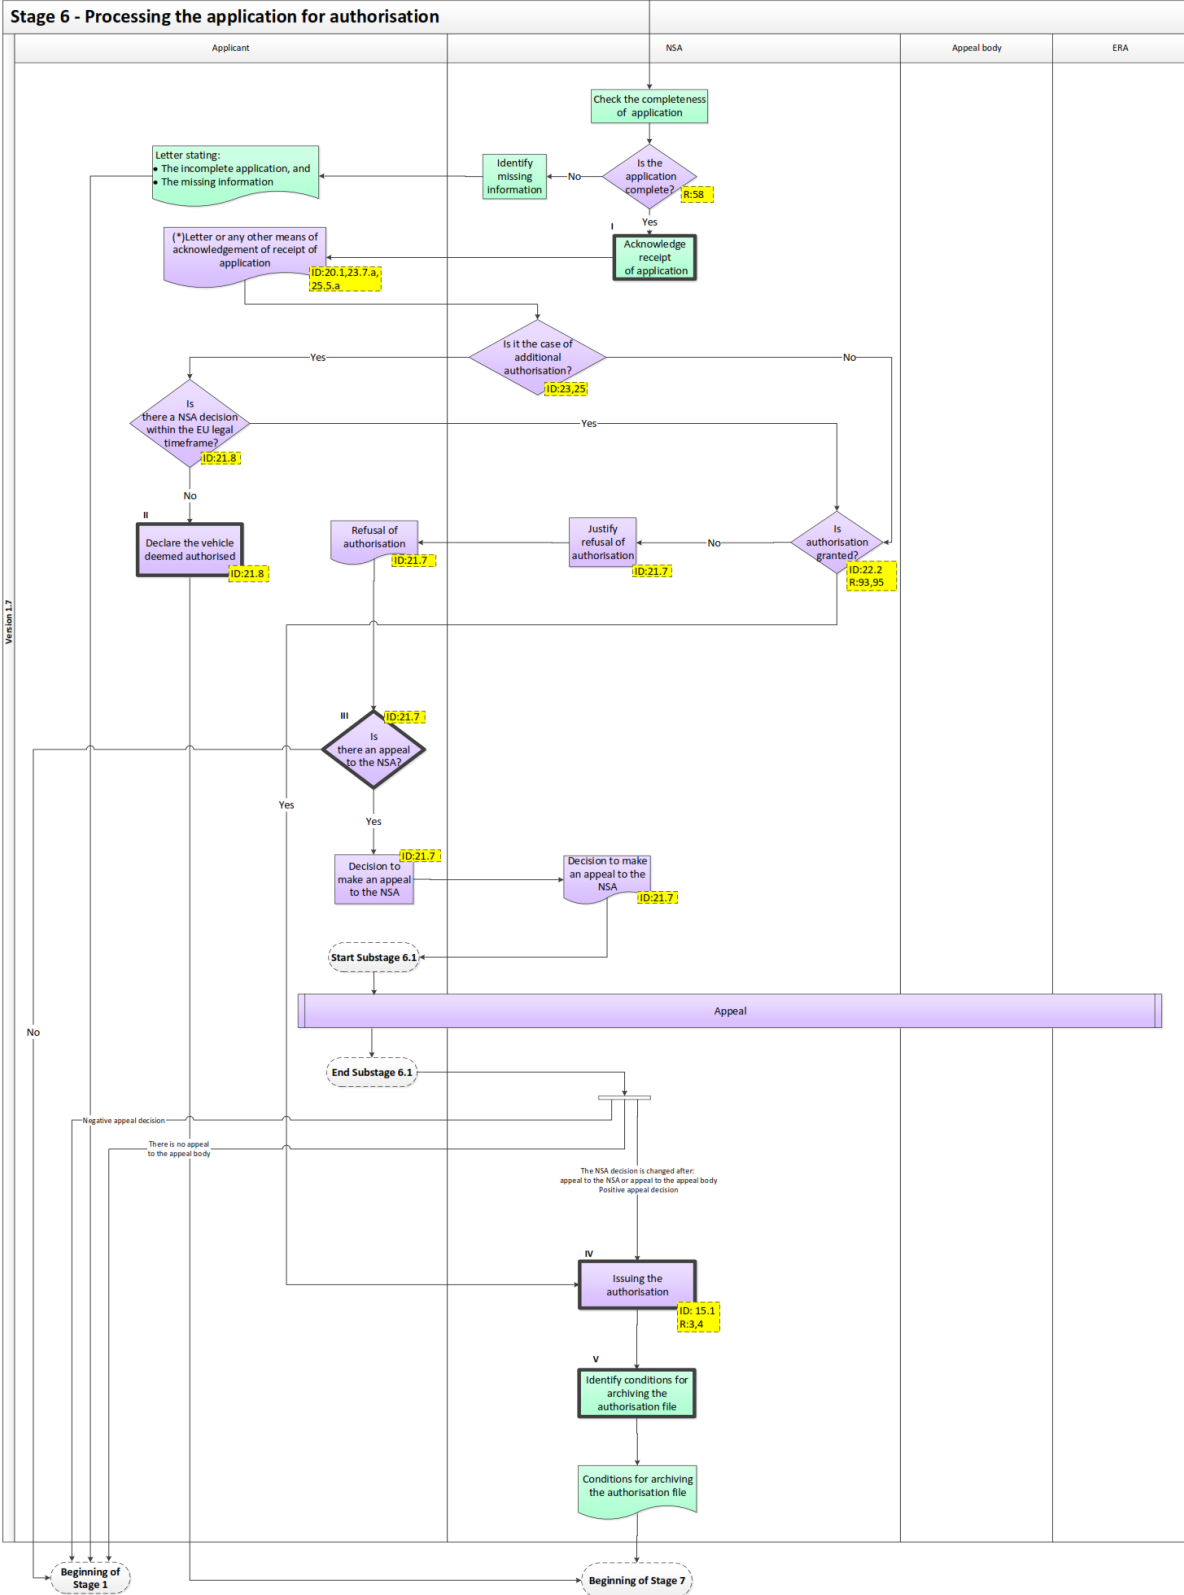 Stage 6 - Processing the application for authorisation
Applicant
NSA
Appeal body
ERA
Version 1.7
Check the completeness
of application
Is the
application
complete?
R:58
No
Identify
missing
information
Letter stating:
• The incomplete application, and
• The missing information
Yes
I
Acknowledge
receipt
of application
(*)Letter or any other means of
acknowledgement of receipt of
application
ID:20.1,23.7.a,
25.5.a
Is it the case of
additional
authorisation?
ID:23,25
Yes
No
Is
there a NSA decision
within the EU legal
timeframe?
ID:21.8
Yes
No
II
Declare the vehicle
deemed authorised
ID:21.8
Refusal of
authorisation
ID:21.7
Justify
refusal of
authorisation
ID:21.7
No
Is
authorisation
granted?
ID:22.2
R:93,95
III
ID:21.7
Is
there an appeal
to the NSA?
Yes
Yes
ID:21.7
Decision to
make an appeal
to the NSA
Decision to make
an appeal to the
NSA
ID:21.7
Start Substage 6.1
Appeal
No
End Substage 6.1
Negative appeal decision
There is no appeal
to the appeal body
The NSA decision is changed after:
appeal to the NSA or appeal to the appeal body
Positive appeal decision
IV
Issuing the
authorisation
ID: 15.1
R:3,4
V
Identify conditions for
archiving the
authorisation file
Conditions for archiving
the authorisation file
Beginning of
Stage 1
Beginning of Stage 7